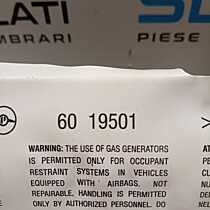 LATI
MBRARI
PIESE
60 19501
WARNING: THE USE OF GAS GENERATORS
IS PERMITTED ONLY FOR OCCUPANT
RESTRAINT SYSTEMS IN VEHICLES
EQUIPPED WITH AIRBAGS, NOT
REPAIRABLE, HANDLING IS PERMITTED
ONLY BY AUTHORIZED PERSONNEL. DO